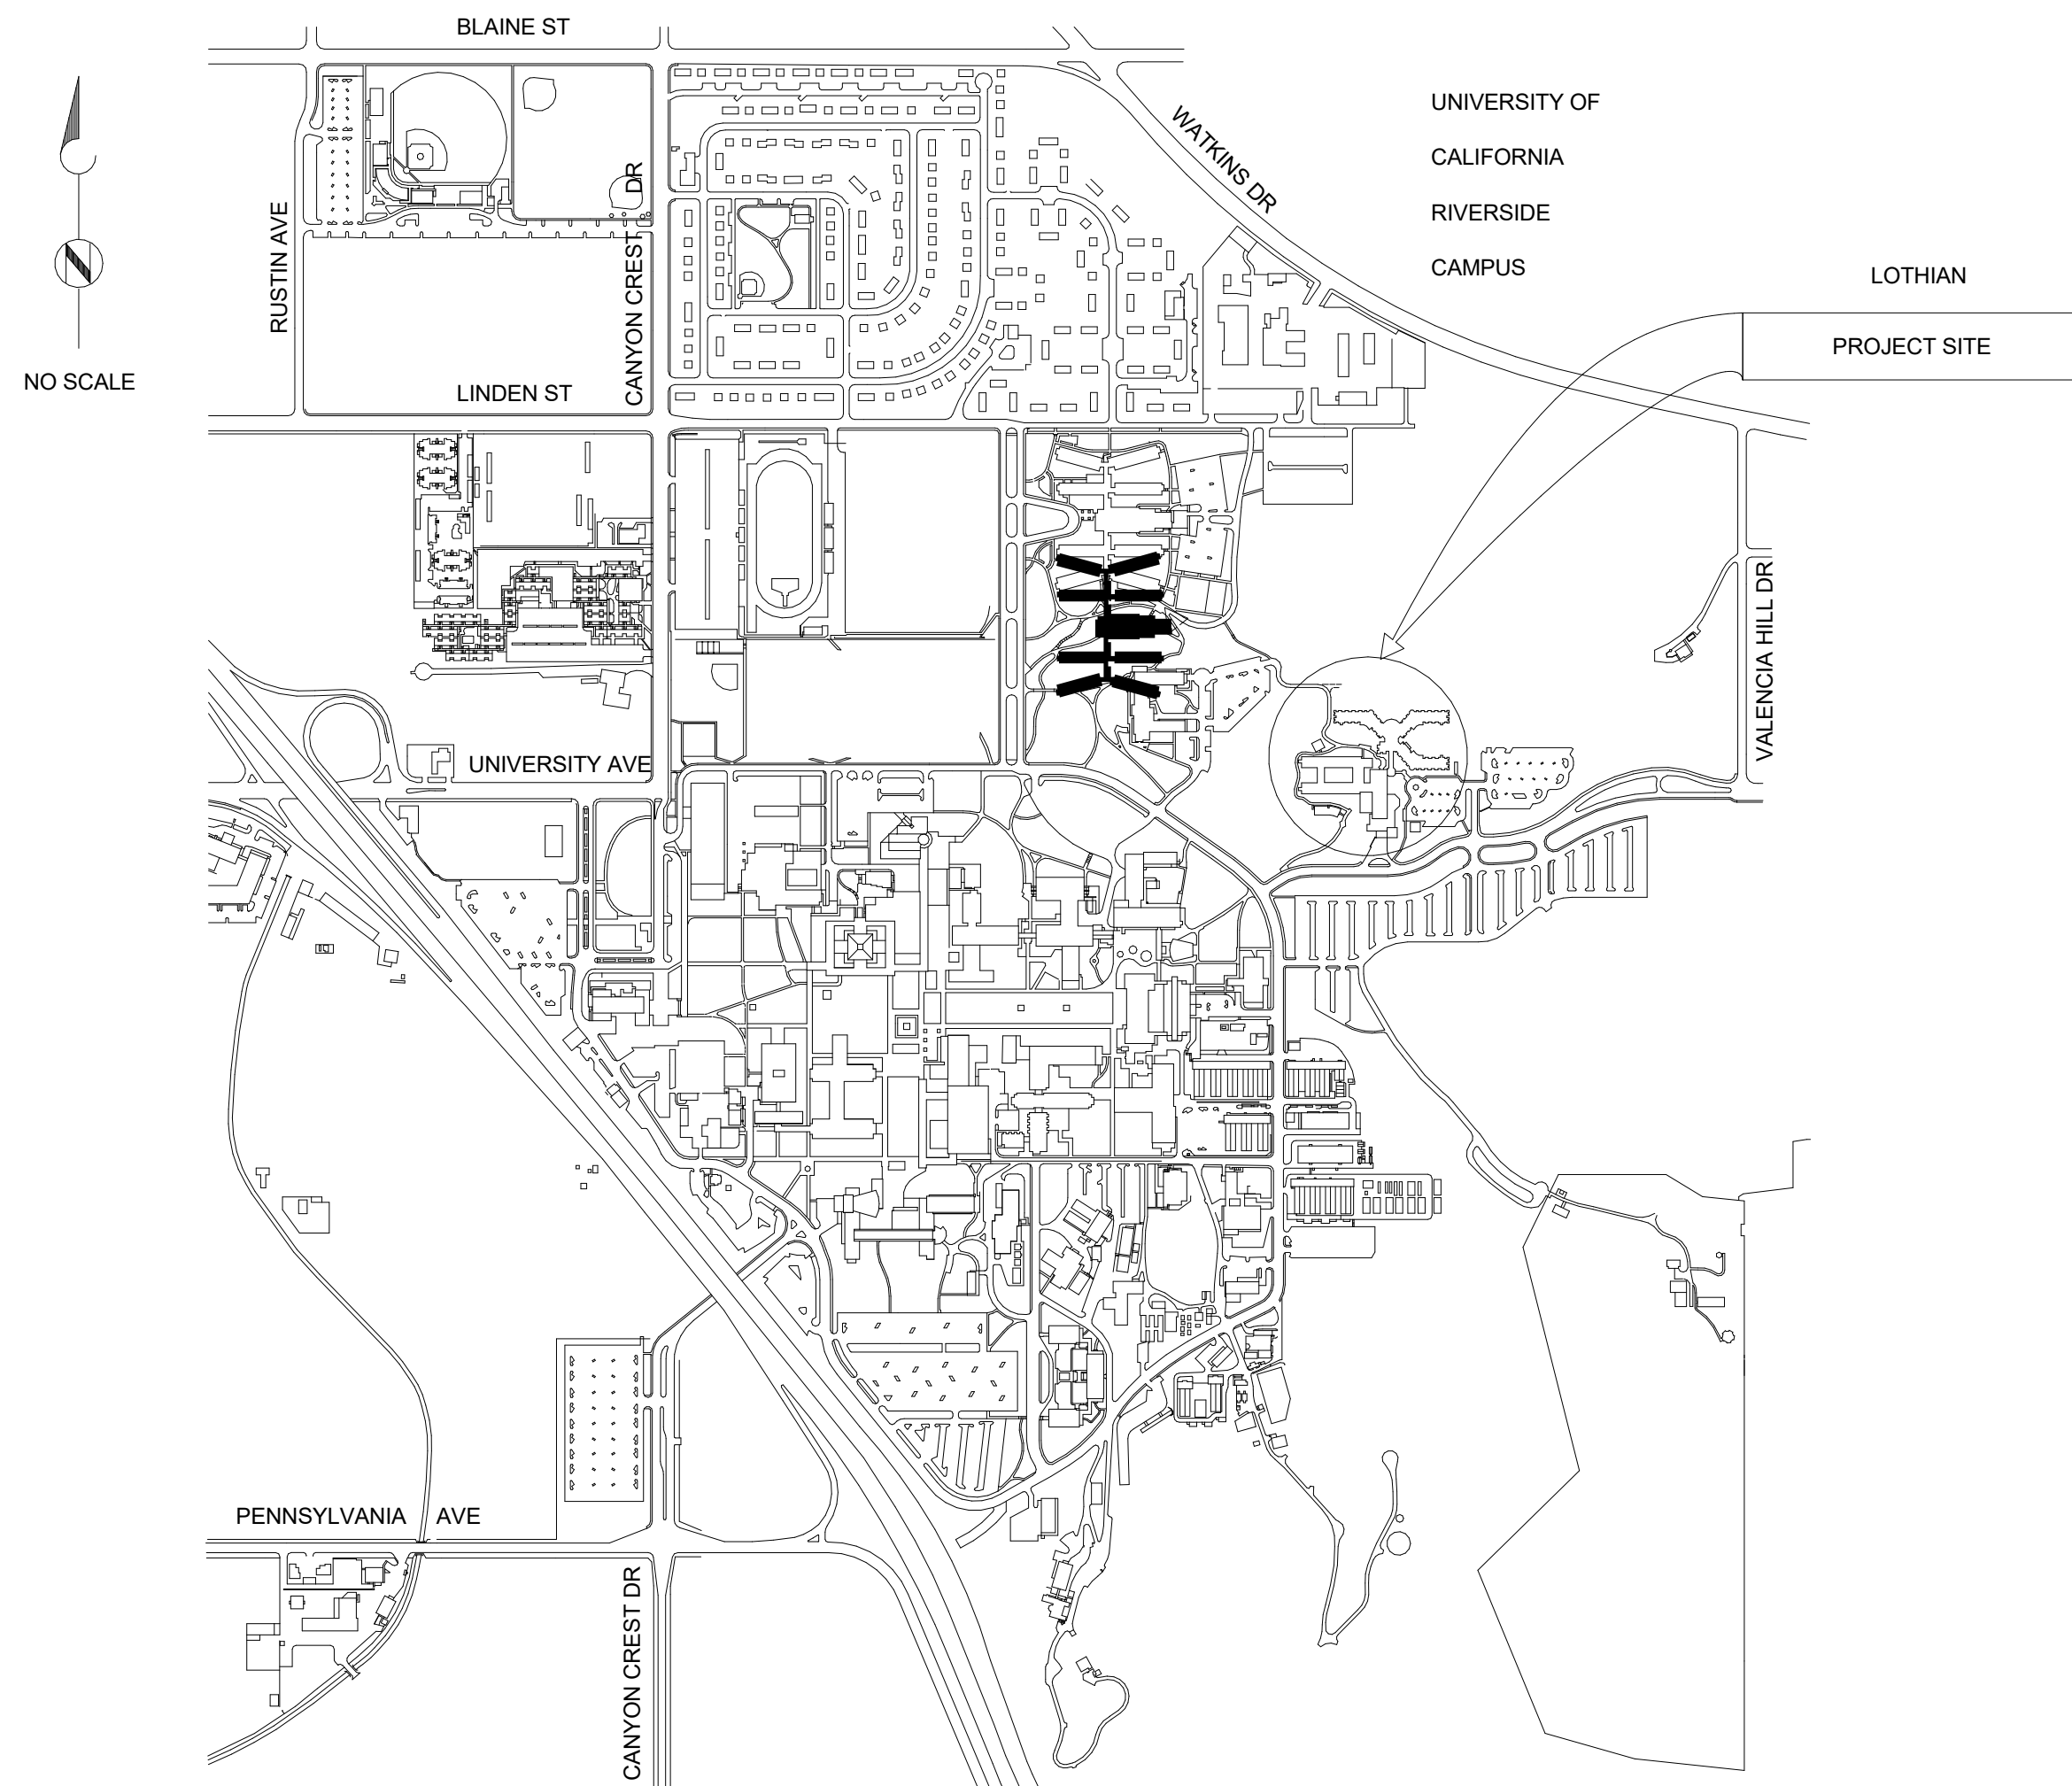 BLAINE ST
UNIVERSITY OF
CALIFORNIA
RIVERSIDE
CAMPUS
WATKINS DR
RUSTIN AVE
CANYON CREST DR
LOTHIAN
PROJECT SITE
N
NO SCALE
LINDEN ST
VALENCIA HILL DR
UNIVERSITY AVE
PENNSYLVANIA AVE
CANYON CREST DR